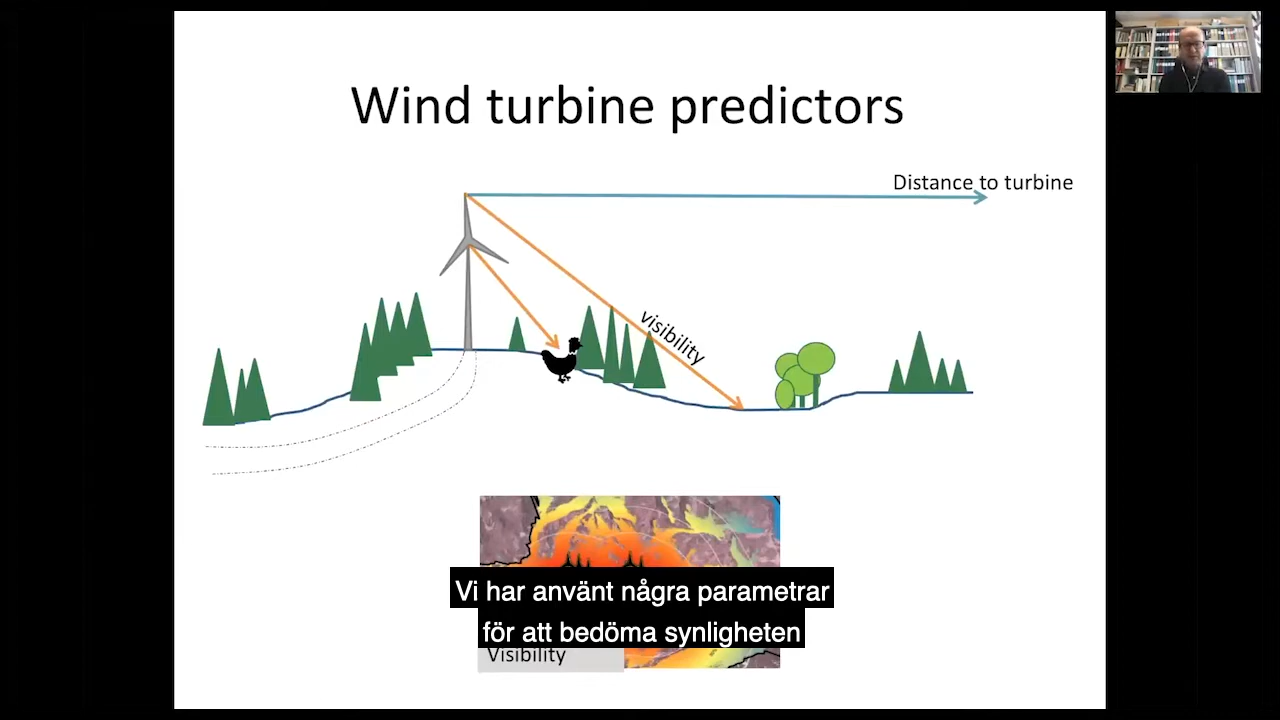 Wind turbine predictors
Distance to turbine
visibility
Vi har använt några parametrar
för att bedöma synligheten
Visibility